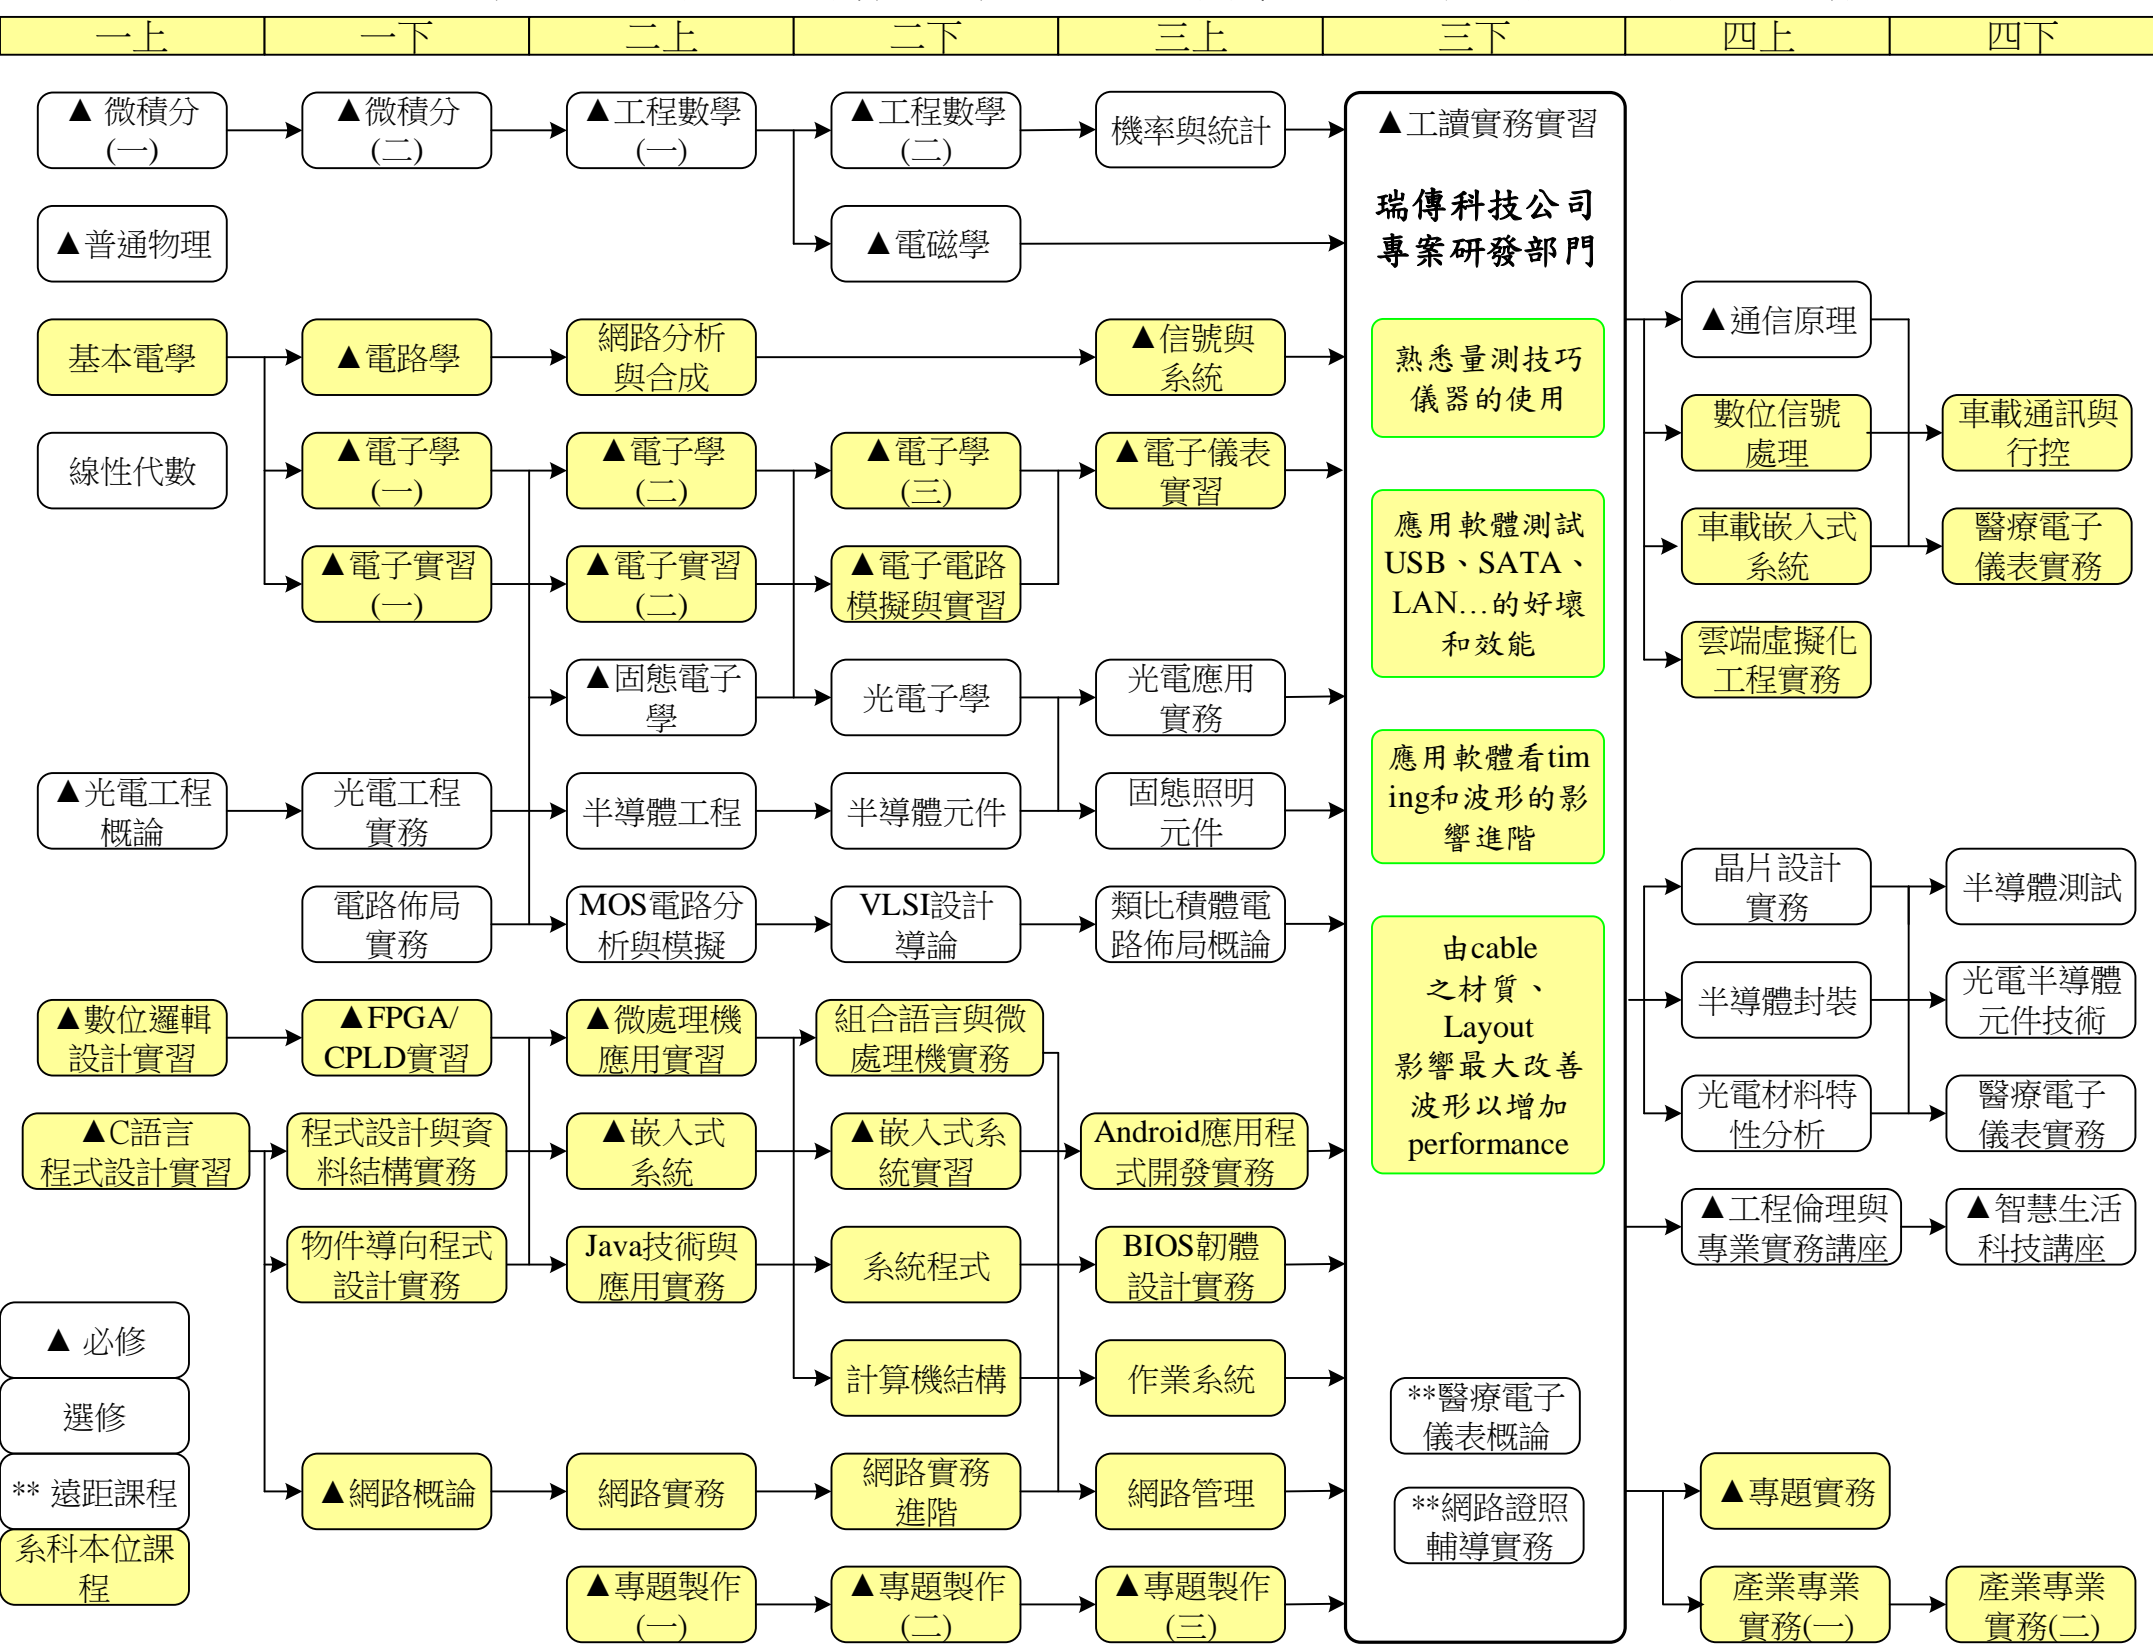 一上
一下
二上
二下
三上
三下
四上
四下
▲ 微積分
(一)
▲微積分
(二)
▲工程數學
(一)
▲工程數學
(二)
機率與統計
▲工讀實務實習
瑞傳科技公司
專案研發部門
▲普通物理
▲電磁學
基本電學
▲電路學
網路分析
與合成
▲信號與
系統
熟悉量測技巧
儀器的使用
▲通信原理
線性代數
▲電子學
(一)
▲電子學
(二)
▲電子學
(三)
▲電子儀表
實習
數位信號
處理
車載通訊與
行控
▲電子實習
(一)
▲電子實習
(二)
▲電子電路
模擬與實習
應用軟體測試
USB、SATA、
LAN…的好壞
和效能
車載嵌入式
系統
醫療電子
儀表實務
▲固態電子
學
光電子學
光電應用
實務
雲端虛擬化
工程實務
▲光電工程
概論
光電工程
實務
半導體工程
半導體元件
固態照明
元件
應用軟體看tim
ing和波形的影
響進階
電路佈局
實務
MOS電路分
析與模擬
VLSI設計
導論
類比積體電
路佈局概論
由cable
之材質、
Layout
影響最大改善
波形以增加
performance
晶片設計
實務
半導體測試
▲數位邏輯
設計實習
▲FPGA/
CPLD實習
▲微處理機
應用實習
組合語言與微
處理機實務
半導體封裝
光電半導體
元件技術
▲C語言
程式設計實習
程式設計與資
料結構實務
▲嵌入式
系統
▲嵌入式系
統實習
Android應用程
式開發實務
光電材料特
性分析
醫療電子
儀表實務
物件導向程式
設計實務
Java技術與
應用實務
系統程式
BIOS韌體
設計實務
▲工程倫理與
專業實務講座
▲智慧生活
科技講座
▲ 必修
選修
** 遠距課程
系科本位課
程
計算機結構
作業系統
**醫療電子
儀表概論
▲網路概論
網路實務
網路實務
進階
網路管理
**網路證照
輔導實務
▲專題實務
▲專題製作
(一)
▲專題製作
(二)
▲專題製作
(三)
產業專業
實務(一)
產業專業
實務(二)